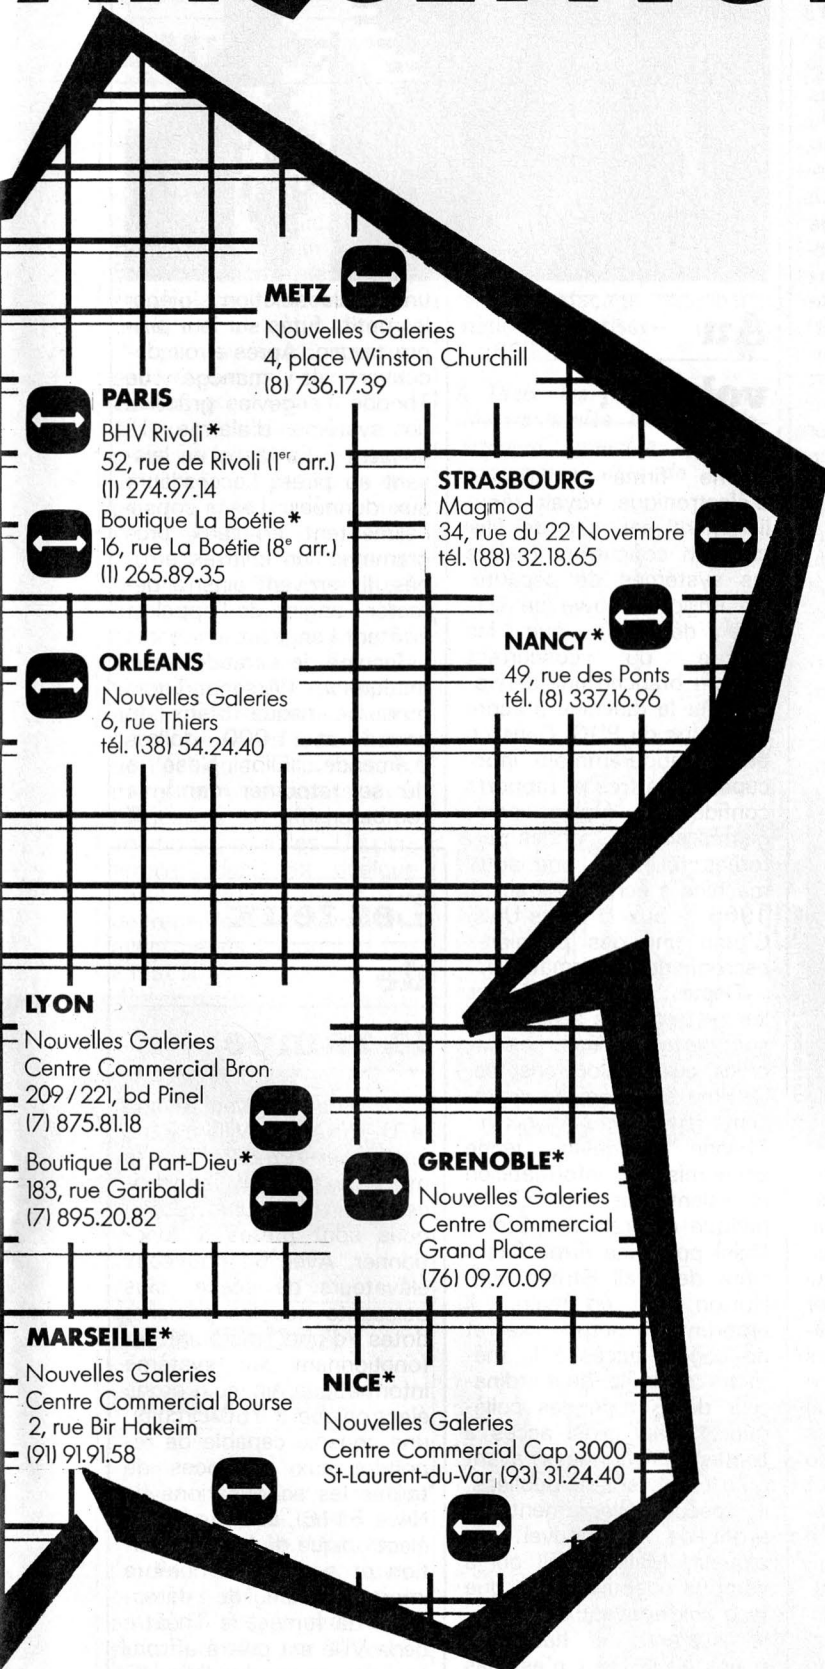 METZ
Nouvelles Galeries
4, place Winston Churchill
(8) 736.17.39
PARIS
BHV Rivoli*
52, rue de Rivoli (1er arr.)
(1) 274.97.14
Boutique La Boétie*
16, rue La Boétie (8e arr.)
(1) 265.89.35
STRASBOURG
Magmod
34, rue du 22 Novembre
tél. (88) 32.18.65
NANCY*
49, rue des Ponts
tél. (8) 337.16.96
ORLÉANS
Nouvelles Galeries
6, rue Thiers
tél. (38) 54.24.40
LYON
Nouvelles Galeries
Centre Commercial Bron
209/221, bd Pinel
(7) 875.81.18
Boutique La Part-Dieu*
183, rue Garibaldi
(7) 895.20.82
GRENOBLE*
Nouvelles Galeries
Centre Commercial
Grand Place
(76) 09.70.09
MARSEILLE*
Nouvelles Galeries
Centre Commercial Bourse
2, rue Bir Hakeim
(91) 91.91.58
NICE*
Nouvelles Galeries
Centre Commercial Cap 3000
St-Laurent-du-Var, (93) 31.24.40